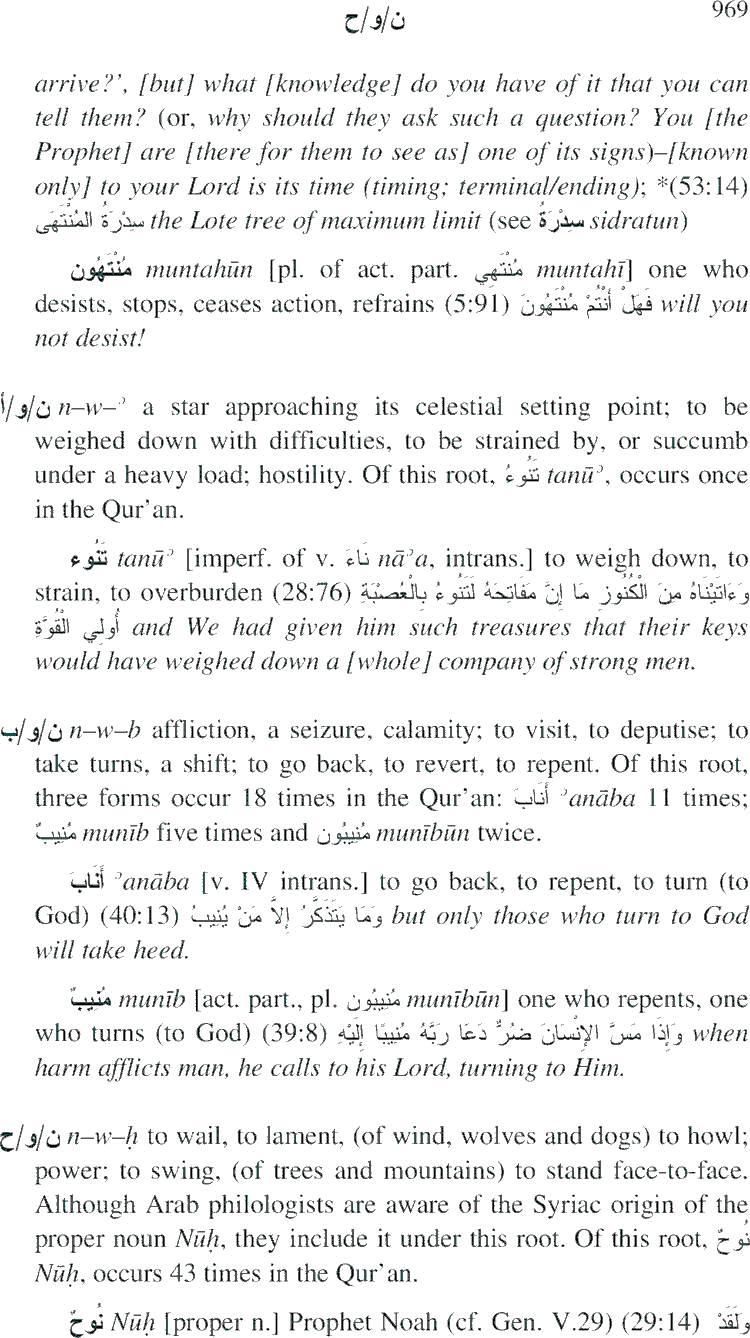 ن/و/ح 969
arrive?’, [but] what [knowledge] do you have of it that you can
tell them? (or, why should they ask such a question? You [the
Prophet] are [there for them to see as] one of its signs)–[known
only] to your Lord is its time (timing; terminal/ending); *(53:14)
سِدْرَةُ المُنْتَهَى the Lote tree of maximum limit (see سِدْرَةُ sidratun)
مُنْتَهُون muntahūn [pl. of act. part. مُنْتَهِي muntahī] one who
desists, stops, ceases action, refrains (5:91) فَهَلْ أَنْتُمْ مُنْتَهُونَ will you
not desist!
ن/و/أ n–w–ʾ a star approaching its celestial setting point; to be
weighed down with difficulties, to be strained by, or succumb
under a heavy load; hostility. Of this root, تَنُوءُ tanūʾ, occurs once
in the Qur’an.
تَنُوء tanūʾ [imperf. of v. نَاءَ nāʾa, intrans.] to weigh down, to
strain, to overburden (28:76) وَءَاتَيْنَاهُ مِنَ الْكُنُوزِ مَا إِنَّ مَفَاتِحَهُ لَتَنُوءُ بِالْعُصْبَةِ
أُولِي الْقُوَّةِ and We had given him such treasures that their keys
would have weighed down a [whole] company of strong men.
ن/و/ب n–w–b affliction, a seizure, calamity; to visit, to deputise; to
take turns, a shift; to go back, to revert, to repent. Of this root,
three forms occur 18 times in the Qur’an: أَنَابَ ʾanāba 11 times;
مُنِيبٌ munīb five times and مُنِيبُون munībūn twice.
أَنَابَ ʾanāba [v. IV intrans.] to go back, to repent, to turn (to
God) (40:13) وَمَا يَتَذَكَّرُ إِلاَّ مَنْ يُنِيبُ but only those who turn to God
will take heed.
مُنِيبٌ munīb [act. part., pl. مُنِيبُون munībūn] one who repents, one
who turns (to God) (39:8) وَإِذَا مَسَّ الإِنْسَانَ ضُرٌّ دَعَا رَبَّهُ مُنِيبًا إِلَيْهِ when
harm afflicts man, he calls to his Lord, turning to Him.
ن/و/ح n–w–ḥ to wail, to lament, (of wind, wolves and dogs) to howl;
power; to swing, (of trees and mountains) to stand face-to-face.
Although Arab philologists are aware of the Syriac origin of the
proper noun Nūḥ, they include it under this root. Of this root, نُوحٌ
Nūḥ, occurs 43 times in the Qur’an.
نُوحٌ Nūḥ [proper n.] Prophet Noah (cf. Gen. V.29) (29:14) وَلَقَدْ